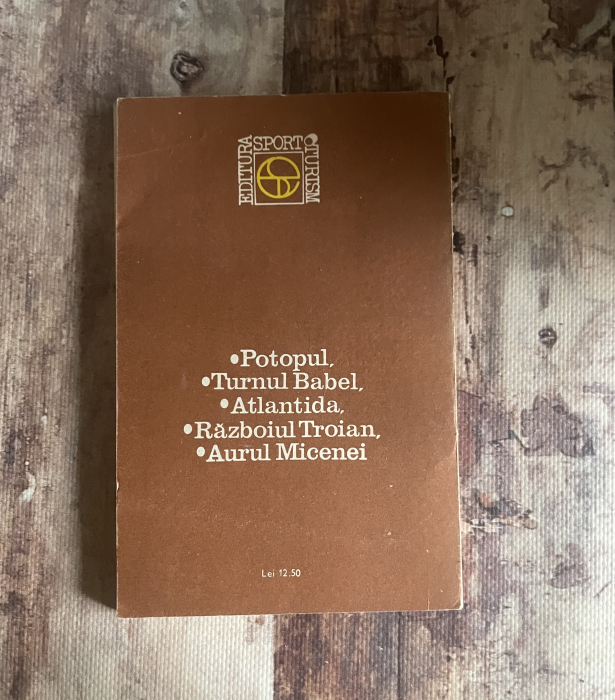 EDITURA SPORT TURISM
•Potopul,
•Turnul Babel,
•Atlantida,
•Războiul Troian,
•Aurul Micenei
Lei 12,50